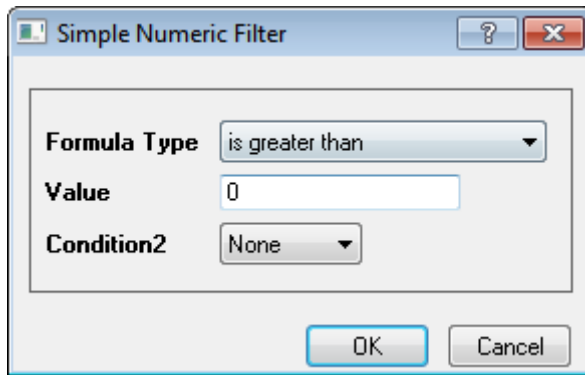 Simple Numeric Filter ?
Formula Type is greater than
Value 0
Condition2 None
OK Cancel